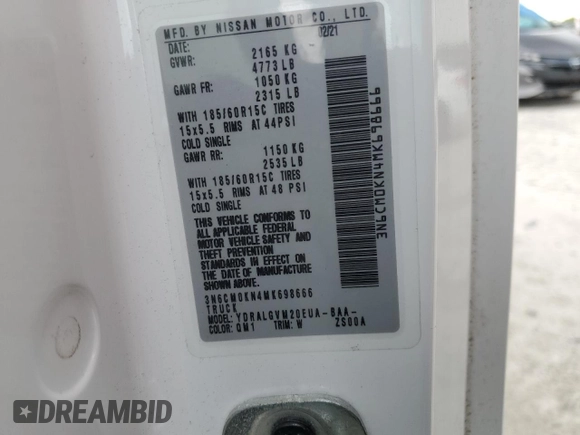 MFD. BY NISSAN MOTOR CO., LTD.
DATE: 02/21
GVWR: 2165 KG
4773 LB
GAWR FR: 1050 KG
2315 LB
WITH 185/60R15C TIRES
15x5.5 RIMS AT 44PSI
COLD SINGLE
GAWR RR: 1150 KG
2535 LB
WITH 185/60R15C TIRES
15x5.5 RIMS AT 48 PSI
COLD SINGLE
THIS VEHICLE CONFORMS TO
ALL APPLICABLE FEDERAL
MOTOR VEHICLE SAFETY AND
THEFT PREVENTION
STANDARDS IN EFFECT ON
THE DATE OF MANUFACTURE
SHOWN ABOVE.
3N6CM0KN4MK698666
TRUCK
MODEL: YDRALGVM20EUA-BAA-
COLOR: QM1 TRIM: W ZS00A
3N6CM0KN4MK698666
DREAMBID